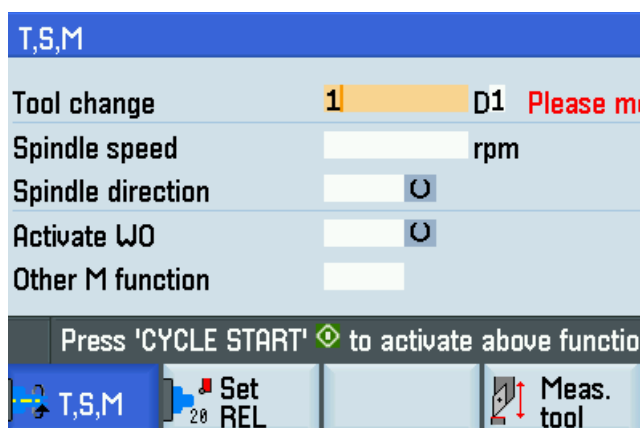 T,S,M
Tool change 1 D1 Please m
Spindle speed rpm
Spindle direction
Activate WO
Other M function
Press 'CYCLE START' to activate above functio
T,S,M
Set
REL
20
Meas.
tool